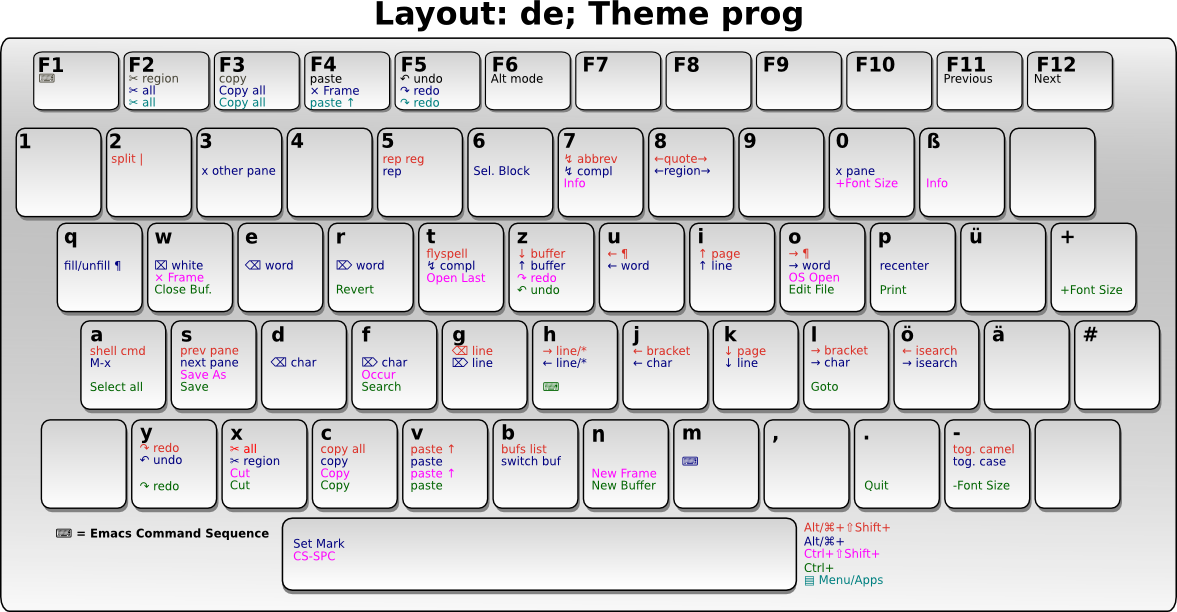 Layout: de; Theme prog
F1
⌨
F2
✂ region
✂ all
✂ all
F3
copy
Copy all
Copy all
F4
paste
× Frame
paste ↑
F5
↶ undo
↷ redo
↷ redo
F6
Alt mode
F7
F8
F9
F10
F11
Previous
F12
Next
1
2
split |
3
x other pane
4
5
rep reg
rep
6
Sel. Block
7
↯ abbrev
↯ compl
Info
8
←quote→
←region→
9
0
x pane
+Font Size
ß
Info
q
fill/unfill ¶
w
⌧ white
× Frame
Close Buf.
e
⌫ word
r
⌦ word
Revert
t
flyspell
↯ compl
Open Last
z
↓ buffer
↑ buffer
↷ redo
↶ undo
u
← ¶
← word
i
↑ page
↑ line
o
→ ¶
→ word
OS Open
Edit File
p
recenter
Print
ü
+
+Font Size
a
shell cmd
M-x
Select all
s
prev pane
next pane
Save As
Save
d
⌫ char
f
⌦ char
Occur
Search
g
⌫ line
⌦ line
h
→ line/*
← line/*
⌨
j
← bracket
← char
k
↓ page
↓ line
l
→ bracket
→ char
Goto
ö
← isearch
→ isearch
ä
#
y
↷ redo
↶ undo
↷ redo
x
✂ all
✂ region
Cut
Cut
c
copy all
copy
Copy
Copy
v
paste ↑
paste
paste ↑
paste
b
bufs list
switch buf
n
New Frame
New Buffer
m
⌨
,
.
Quit
-
tog. camel
tog. case
-Font Size
⌨ = Emacs Command Sequence
Set Mark
CS-SPC
Alt/⌘+⇧Shift+
Alt/⌘+
Ctrl+⇧Shift+
Ctrl+
▤ Menu/Apps